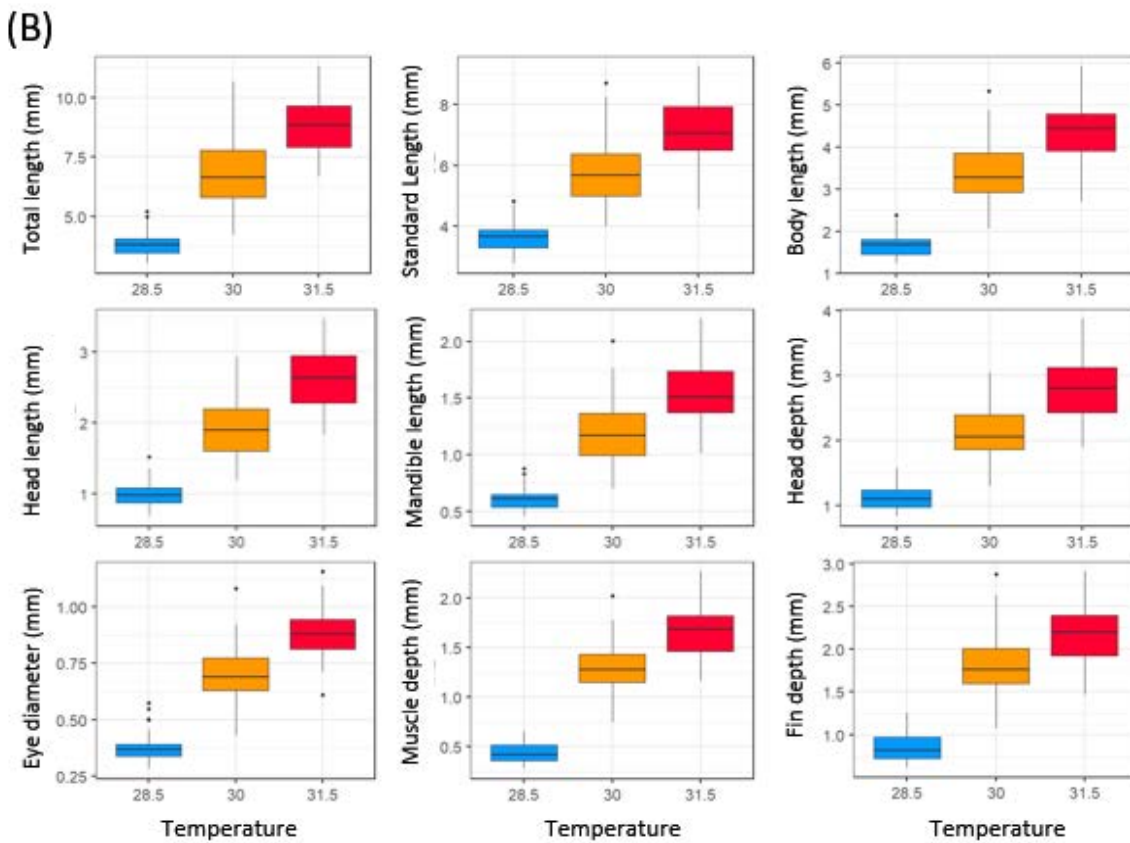 (B)
Total length (mm)
10.0
7.5
5.0
28.5 30 31.5
Standard Length (mm)
8
6
4
28.5 30 31.5
Body length (mm)
6
5
4
3
2
1
28.5 30 31.5
Head length (mm)
3
2
1
28.5 30 31.5
Mandible length (mm)
2.0
1.5
1.0
0.5
28.5 30 31.5
Head depth (mm)
4
3
2
1
28.5 30 31.5
Eye diameter (mm)
1.00
0.75
0.50
0.25
28.5 30 31.5
Temperature
Muscle depth (mm)
2.0
1.5
1.0
0.5
28.5 30 31.5
Temperature
Fin depth (mm)
3.0
2.5
2.0
1.5
1.0
28.5 30 31.5
Temperature